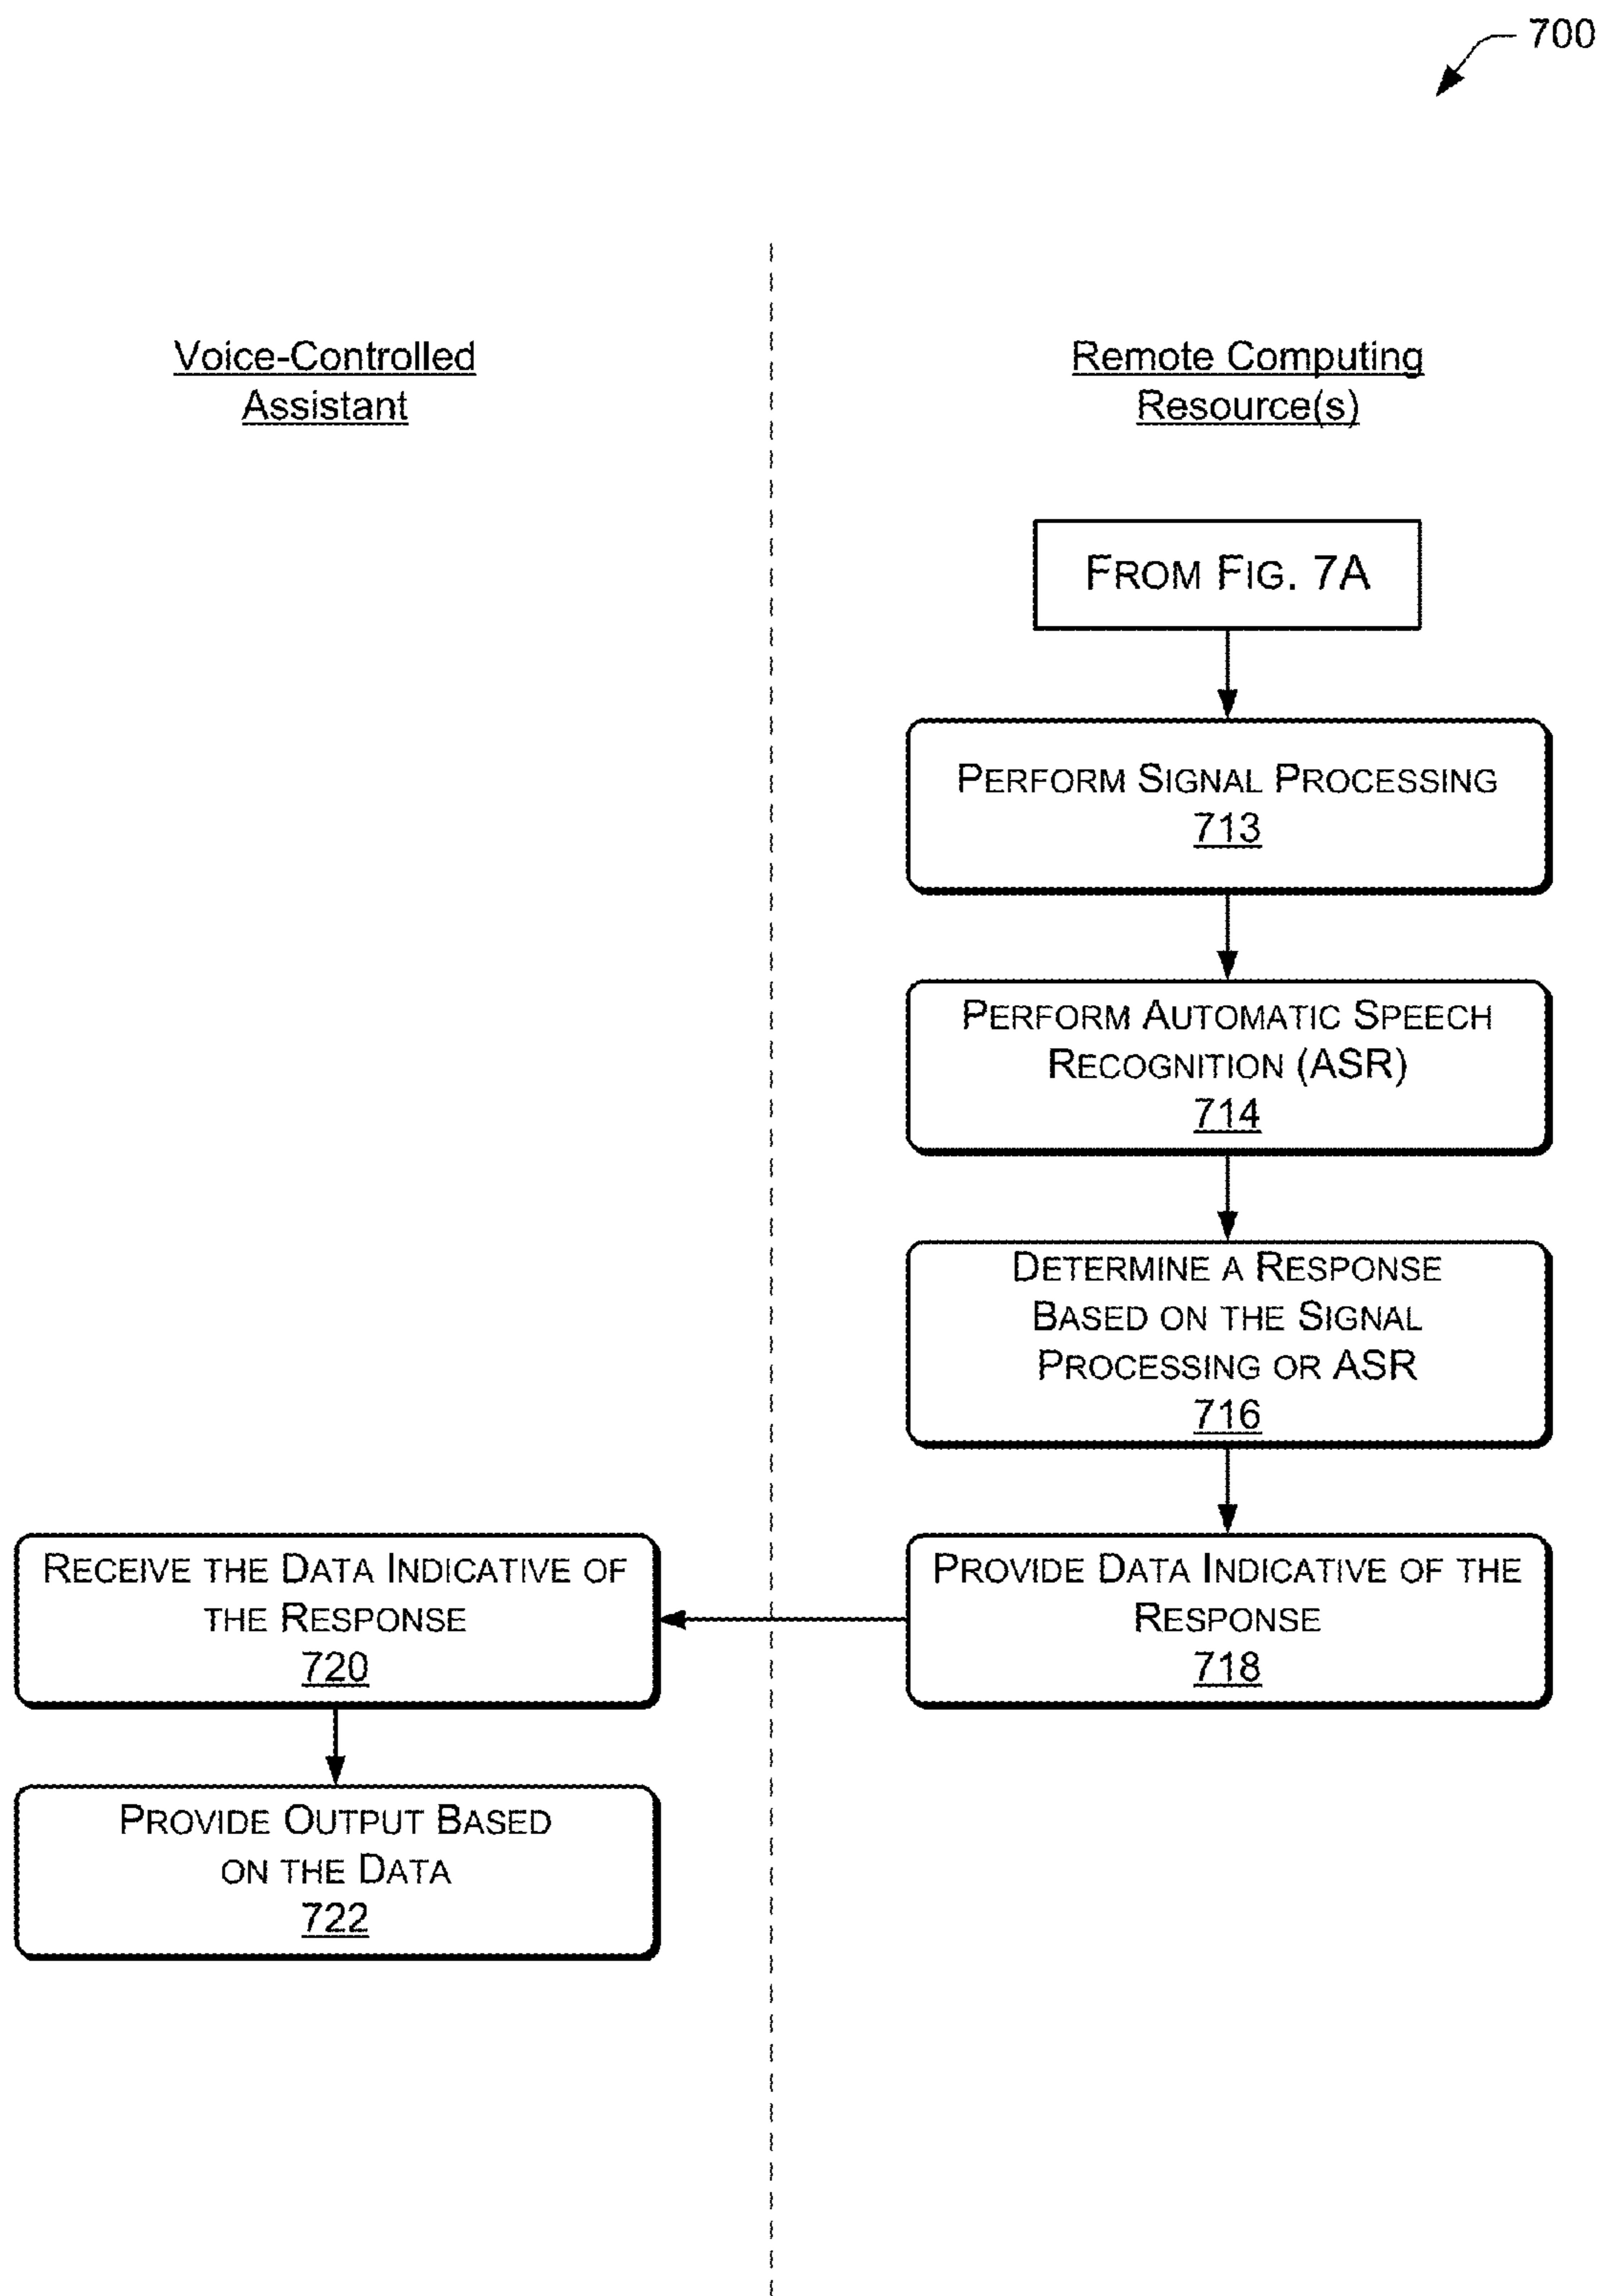 700
Voice-Controlled
Assistant
Remote Computing
Resource(s)
FROM FIG. 7A
PERFORM SIGNAL PROCESSING
713
PERFORM AUTOMATIC SPEECH
RECOGNITION (ASR)
714
DETERMINE A RESPONSE
BASED ON THE SIGNAL
PROCESSING OR ASR
716
PROVIDE DATA INDICATIVE OF THE
RESPONSE
718
RECEIVE THE DATA INDICATIVE OF
THE RESPONSE
720
PROVIDE OUTPUT BASED
ON THE DATA
722